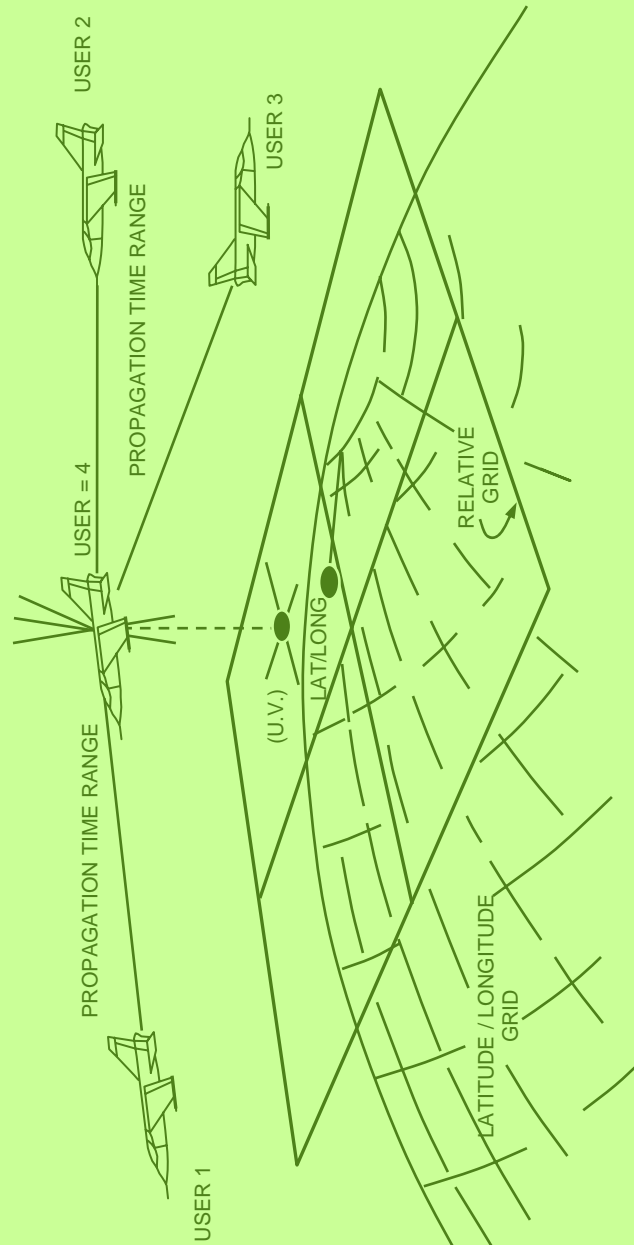 USER 1
PROPAGATION TIME RANGE
USER = 4
PROPAGATION TIME RANGE
USER 2
USER 3
(U.V.)
LAT/LONG
RELATIVE
GRID
LATITUDE / LONGITUDE
GRID